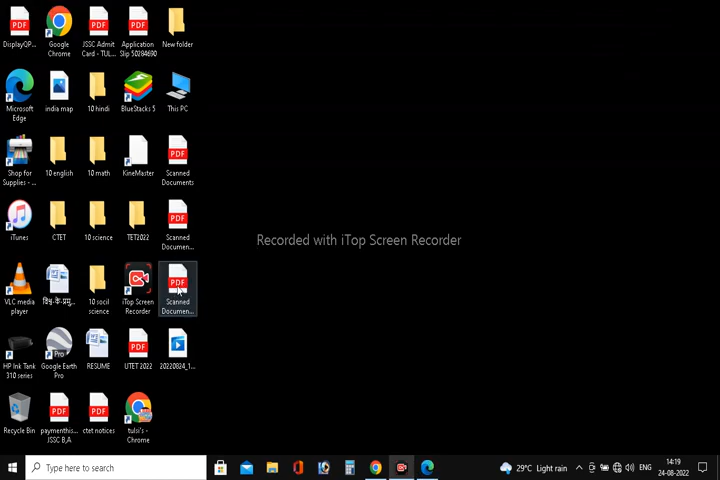 DisplayQP...
Google Chrome
JSSC Admit Card - TUL...
Application Slip 50284690
New folder
Microsoft Edge
india map
10 hindi
BlueStacks 5
This PC
Shop for Supplies - ...
10 english
10 math
KineMaster
Scanned Documents
iTunes
CTET
10 science
TET2022
Scanned Documen...
VLC media player
10 socil science
iTop Screen Recorder
Scanned Documen...
HP Ink Tank 310 series
Google Earth Pro
RESUME
UTET 2022
20220824_1...
Recycle Bin
paymenthis... JSSC B,A
ctet notices
tulsi's - Chrome
Recorded with iTop Screen Recorder
Type here to search
29°C Light rain
ENG
14:19
24-08-2022